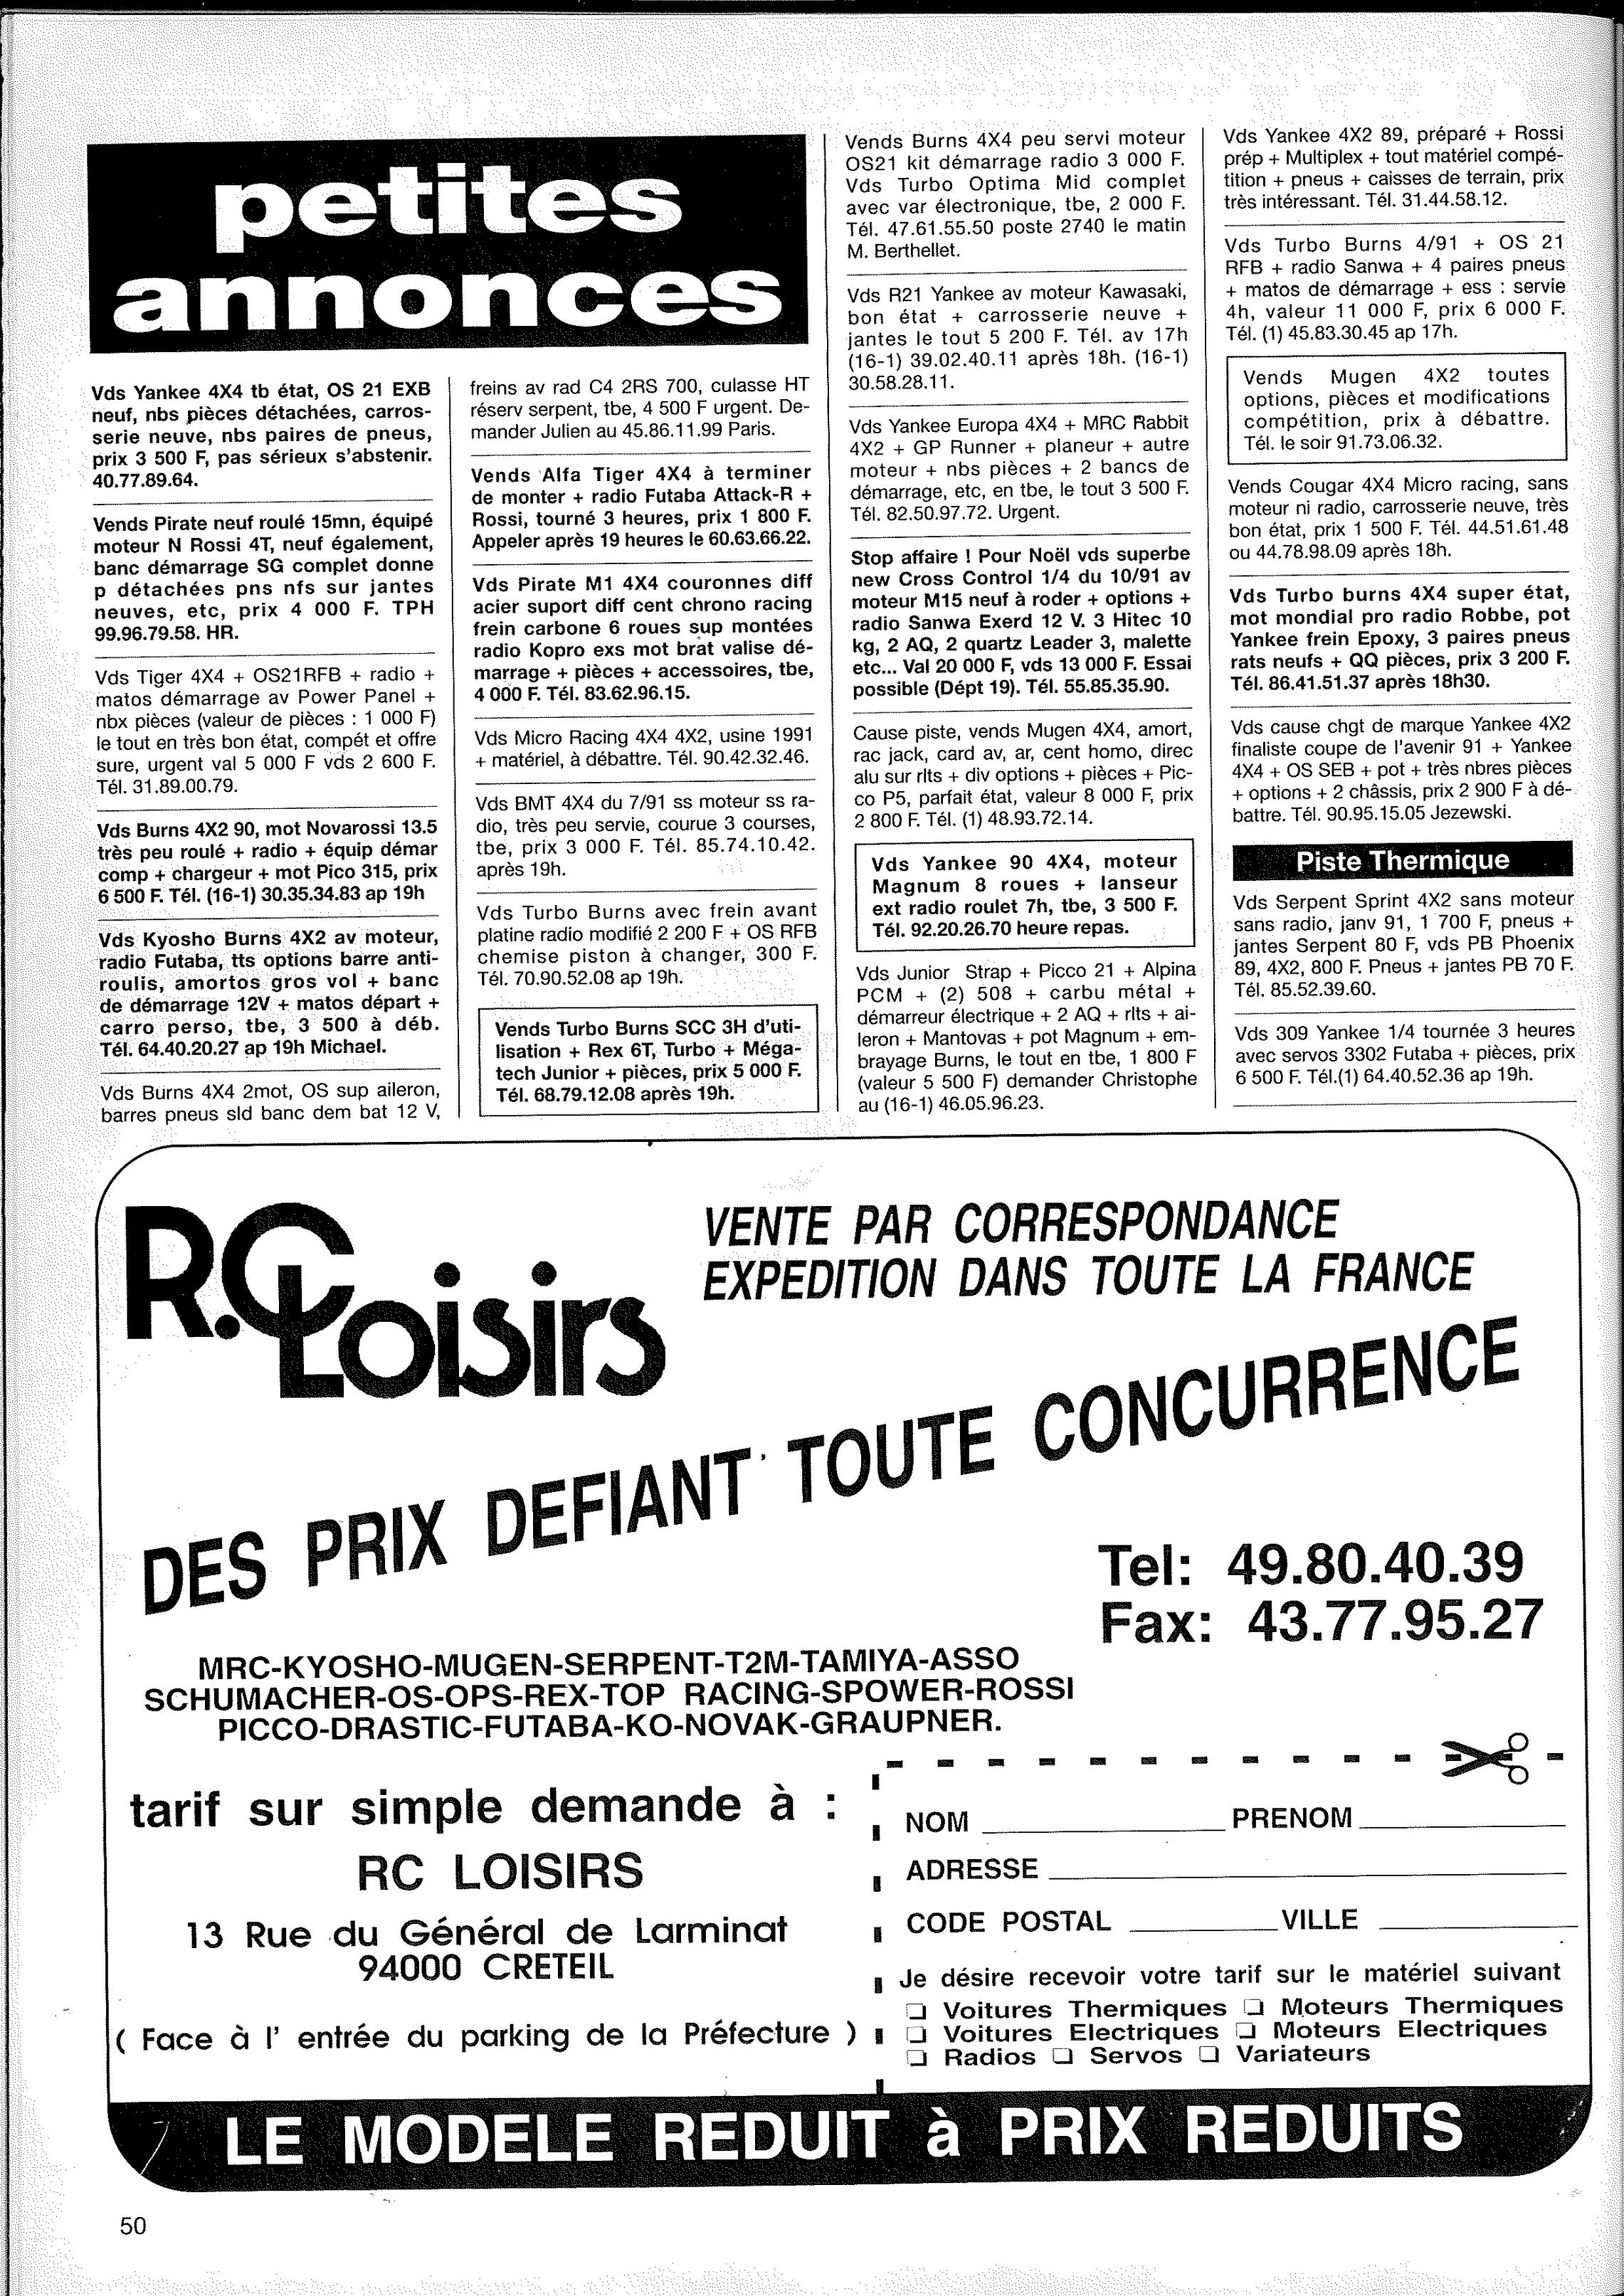 petites
annonces
Vds Yankee 4X4 tb état, OS 21 EXB
neuf, nbs pièces détachées, carros-
serie neuve, nbs paires de pneus,
prix 3 500 F, pas sérieux s'abstenir.
40.77.89.64.
Vends Pirate neuf roulé 15mn, équipé
moteur N Rossi 4T, neuf également,
banc démarrage SG complet donne
p détachées pns nfs sur jantes
neuves, etc, prix 4 000 F. TPH
99.96.79.58. HR.
Vds Tiger 4X4 + OS21RFB + radio +
matos démarrage av Power Panel +
nbx pièces (valeur de pièces : 1 000 F)
le tout en très bon état, compét et offre
sure, urgent val 5 000 F vds 2 600 F.
Tél. 31.89.00.79.
Vds Burns 4X2 90, mot Novarossi 13.5
très peu roulé + radio + équip démar
comp + chargeur + mot Pico 315, prix
6 500 F. Tél. (16-1) 30.35.34.83 ap 19h
Vds Kyosho Burns 4X2 av moteur,
radio Futaba, tts options barre anti-
roulis, amortos gros vol + banc
de démarrage 12V + matos départ +
carro perso, tbe, 3 500 à déb.
Tél. 64.40.20.27 ap 19h Michael.
Vds Burns 4X4 2mot, OS sup aileron,
barres pneus sld banc dem bat 12 V,
freins av rad C4 2RS 700, culasse HT
réserv serpent, tbe, 4 500 F urgent. De-
mander Julien au 45.86.11.99 Paris.
Vends Alfa Tiger 4X4 à terminer
de monter + radio Futaba Attack-R +
Rossi, tourné 3 heures, prix 1 800 F.
Appeler après 19 heures le 60.63.66.22.
Vds Pirate M1 4X4 couronnes diff
acier suport diff cent chrono racing
frein carbone 6 roues sup montées
radio Kopro exs mot brat valise dé-
marrage + pièces + accessoires, tbe,
4 000 F. Tél. 83.62.96.15.
Vds Micro Racing 4X4 4X2, usine 1991
+ matériel, à débattre. Tél. 90.42.32.46.
Vds BMT 4X4 du 7/91 ss moteur ss ra-
dio, très peu servie, courue 3 courses,
tbe, prix 3 000 F. Tél. 85.74.10.42.
après 19h.
Vds Turbo Burns avec frein avant
platine radio modifié 2 200 F + OS RFB
chemise piston à changer, 300 F.
Tél. 70.90.52.08 ap 19h.
Vends Turbo Burns SCC 3H d'uti-
lisation + Rex 6T, Turbo + Méga-
tech Junior + pièces, prix 5 000 F.
Tél. 68.79.12.08 après 19h.
Vends Burns 4X4 peu servi moteur
OS21 kit démarrage radio 3 000 F.
Vds Turbo Optima Mid complet
avec var électronique, tbe, 2 000 F.
Tél. 47.61.55.50 poste 2740 le matin
M. Berthellet.
Vds R21 Yankee av moteur Kawasaki,
bon état + carrosserie neuve +
jantes le tout 5 200 F. Tél. av 17h
(16-1) 39.02.40.11 après 18h. (16-1)
30.58.28.11.
Vds Yankee Europa 4X4 + MRC Rabbit
4X2 + GP Runner + planeur + autre
moteur + nbs pièces + 2 bancs de
démarrage, etc, en tbe, le tout 3 500 F.
Tél. 82.50.97.72. Urgent.
Stop affaire ! Pour Noël vds superbe
new Cross Control 1/4 du 10/91 av
moteur M15 neuf à roder + options +
radio Sanwa Exerd 12 V. 3 Hitec 10
kg, 2 AQ, 2 quartz Leader 3, malette
etc... Val 20 000 F, vds 13 000 F. Essai
possible (Dépt 19). Tél. 55.85.35.90.
Cause piste, vends Mugen 4X4, amort,
rac jack, card av, ar, cent homo, direc
alu sur rlts + div options + pièces + Pic-
co P5, parfait état, valeur 8 000 F, prix
2 800 F. Tél. (1) 48.93.72.14.
Vds Yankee 90 4X4, moteur
Magnum 8 roues + lanseur
ext radio roulet 7h, tbe, 3 500 F.
Tél. 92.20.26.70 heure repas.
Vds Junior Strap + Picco 21 + Alpina
PCM + (2) 508 + carbu métal +
démarreur électrique + 2 AQ + rlts + ai-
leron + Mantovas + pot Magnum + em-
brayage Burns, le tout en tbe, 1 800 F
(valeur 5 500 F) demander Christophe
au (16-1) 46.05.96.23.
Vds Yankee 4X2 89, préparé + Rossi
prép + Multiplex + tout matériel compé-
tition + pneus + caisses de terrain, prix
très intéressant. Tél. 31.44.58.12.
Vds Turbo Burns 4/91 + OS 21
RFB + radio Sanwa + 4 paires pneus
+ matos de démarrage + ess : servie
4h, valeur 11 000 F, prix 6 000 F.
Tél. (1) 45.83.30.45 ap 17h.
Vends Mugen 4X2 toutes
options, pièces et modifications
compétition, prix à débattre.
Tél. le soir 91.73.06.32.
Vends Cougar 4X4 Micro racing, sans
moteur ni radio, carrosserie neuve, très
bon état, prix 1 500 F. Tél. 44.51.61.48
ou 44.78.98.09 après 18h.
Vds Turbo burns 4X4 super état,
mot mondial pro radio Robbe, pot
Yankee frein Epoxy, 3 paires pneus
rats neufs + QQ pièces, prix 3 200 F.
Tél. 86.41.51.37 après 18h30.
Vds cause chgt de marque Yankee 4X2
finaliste coupe de l'avenir 91 + Yankee
4X4 + OS SEB + pot + très nbres pièces
+ options + 2 châssis, prix 2 900 F à dé-
battre. Tél. 90.95.15.05 Jezewski.
Piste Thermique
Vds Serpent Sprint 4X2 sans moteur
sans radio, janv 91, 1 700 F, pneus +
jantes Serpent 80 F, vds PB Phoenix
89, 4X2, 800 F. Pneus + jantes PB 70 F.
Tél. 85.52.39.60.
Vds 309 Yankee 1/4 tournée 3 heures
avec servos 3302 Futaba + pièces, prix
6 500 F. Tél.(1) 64.40.52.36 ap 19h.
R.C Loisirs
VENTE PAR CORRESPONDANCE
EXPEDITION DANS TOUTE LA FRANCE
DES PRIX DEFIANT TOUTE CONCURRENCE
Tel: 49.80.40.39
Fax: 43.77.95.27
MRC-KYOSHO-MUGEN-SERPENT-T2M-TAMIYA-ASSO
SCHUMACHER-OS-OPS-REX-TOP RACING-SPOWER-ROSSI
PICCO-DRASTIC-FUTABA-KO-NOVAK-GRAUPNER.
tarif sur simple demande à :
RC LOISIRS
13 Rue du Général de Larminat
94000 CRETEIL
( Face à l' entrée du parking de la Préfecture )
NOM PRENOM
ADRESSE
CODE POSTAL VILLE
Je désire recevoir votre tarif sur le matériel suivant
❏ Voitures Thermiques ❏ Moteurs Thermiques
❏ Voitures Electriques ❏ Moteurs Electriques
❏ Radios ❏ Servos ❏ Variateurs
LE MODELE REDUIT à PRIX REDUITS
50